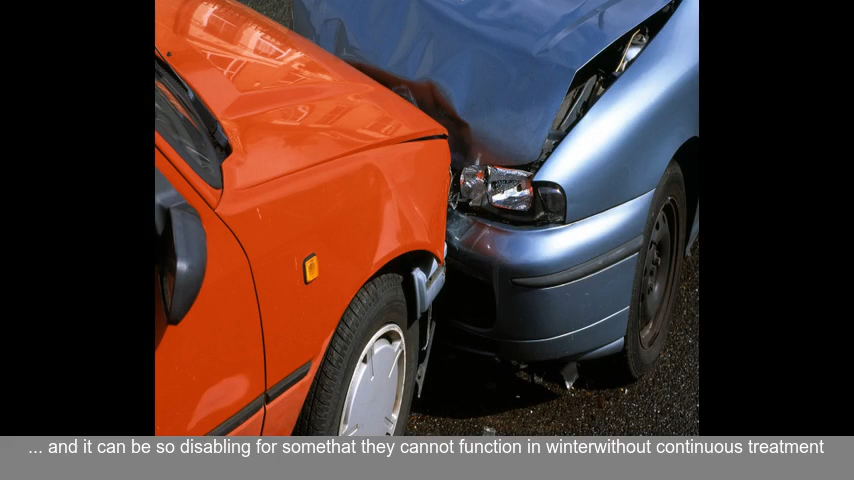 ... and it can be so disabling for somethat they cannot function in winterwithout continuous treatment